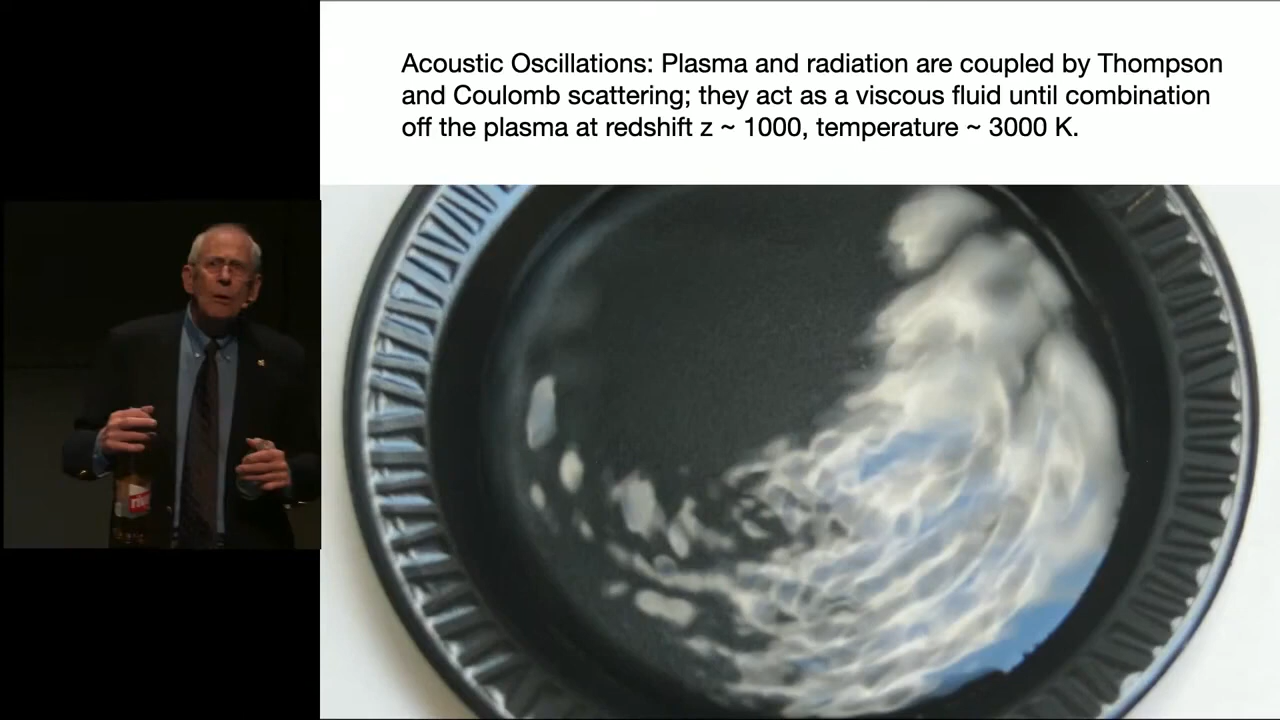 Acoustic Oscillations: Plasma and radiation are coupled by Thompson
and Coulomb scattering; they act as a viscous fluid until combination
off the plasma at redshift z ~ 1000, temperature ~ 3000 K.